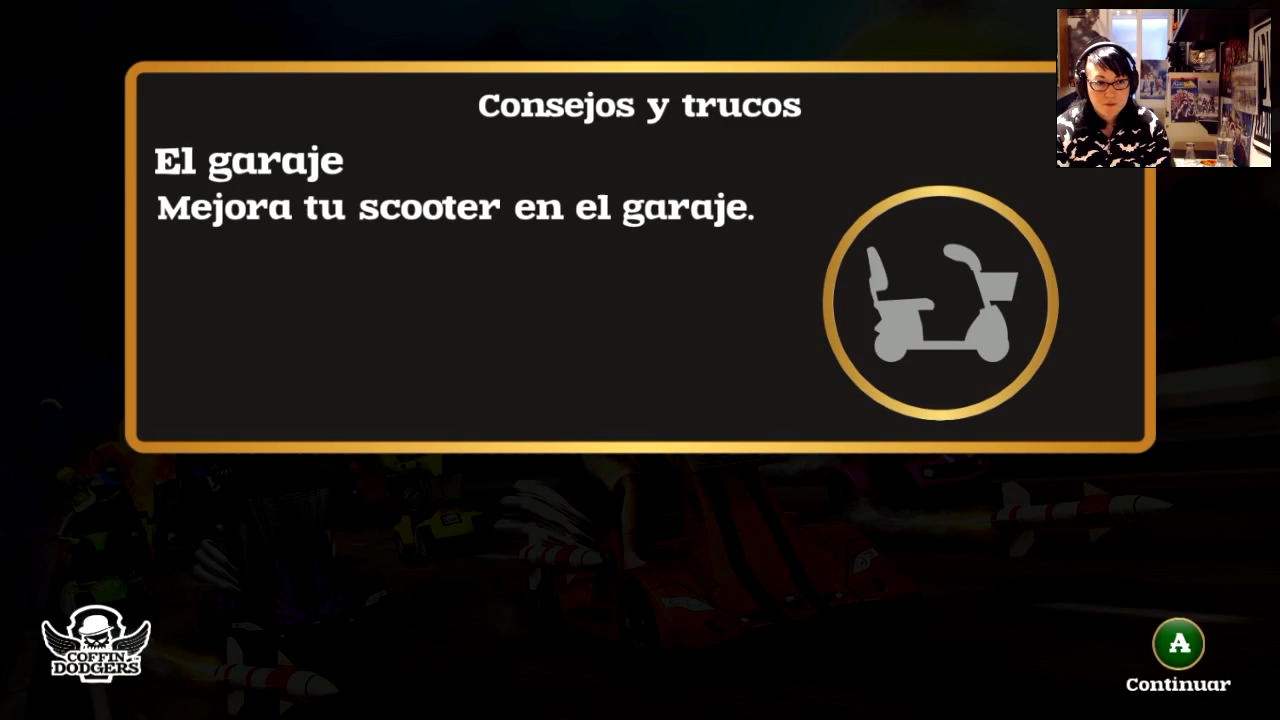 Consejos y trucos
El garaje
Mejora tu scooter en el garaje.
COFFIN
DODGERS
A
Continuar